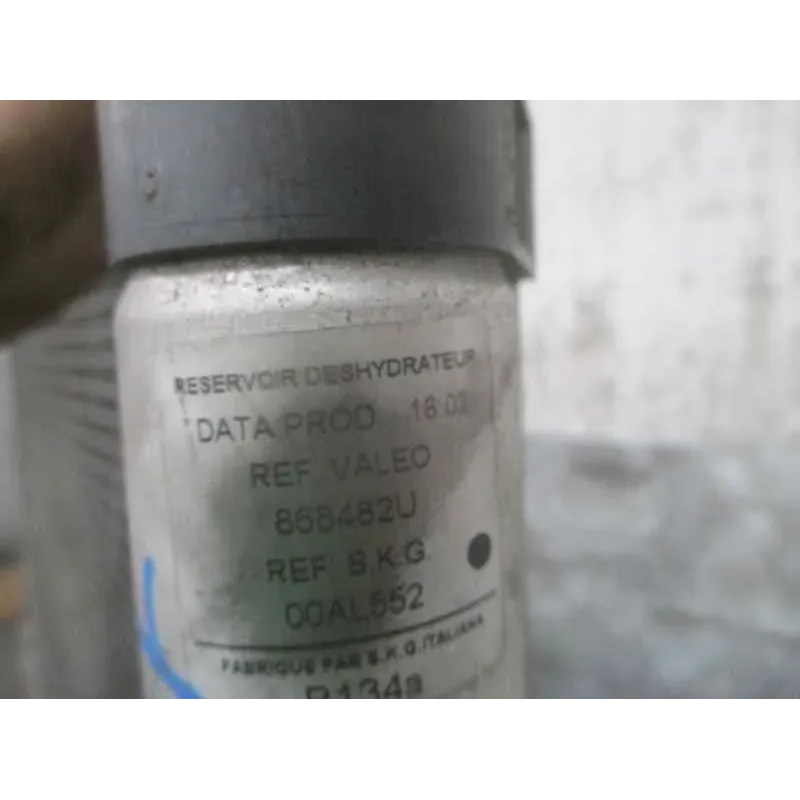 RESERVOIR DESHYDRATEUR
DATA PROD. 18.03
REF VALEO
868482U
REF S.K.G.
00AL552
FABRIQUE PAR S.K.G. ITALIANA
R134a